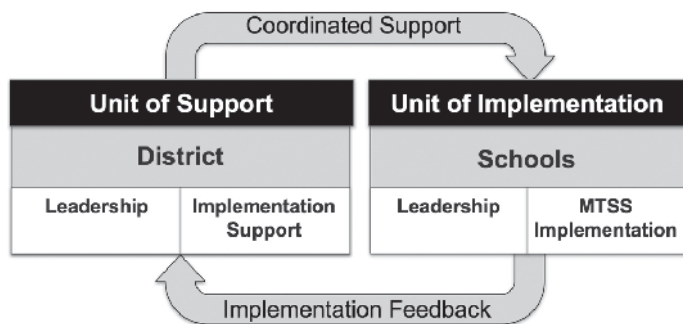 Coordinated Support
Unit of Support
District
Leadership
Implementation
Support
Unit of Implementation
Schools
Leadership
MTSS
Implementation
Implementation Feedback